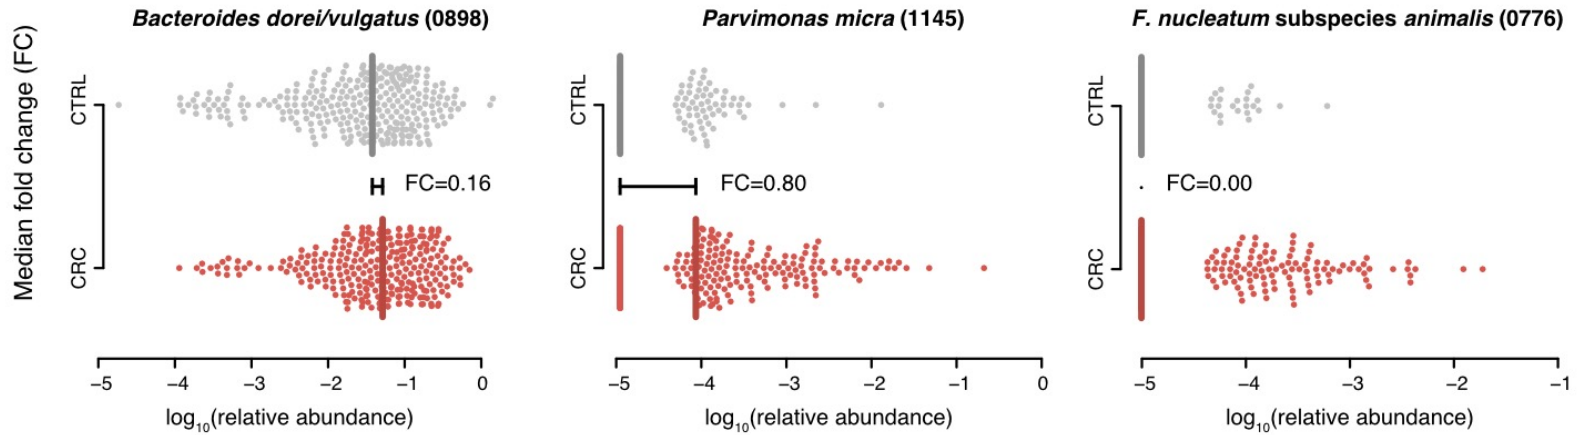 Bacteroides dorei/vulgatus (0898)
Parvimonas micra (1145)
F. nucleatum subspecies animalis (0776)
Median fold change (FC)
CTRL
CTRL
CTRL
FC=0.16
FC=0.80
FC=0.00
CRC
CRC
CRC
−5 −4 −3 −2 −1 0
−5 −4 −3 −2 −1 0
−5 −4 −3 −2 −1
log10(relative abundance)
log10(relative abundance)
log10(relative abundance)